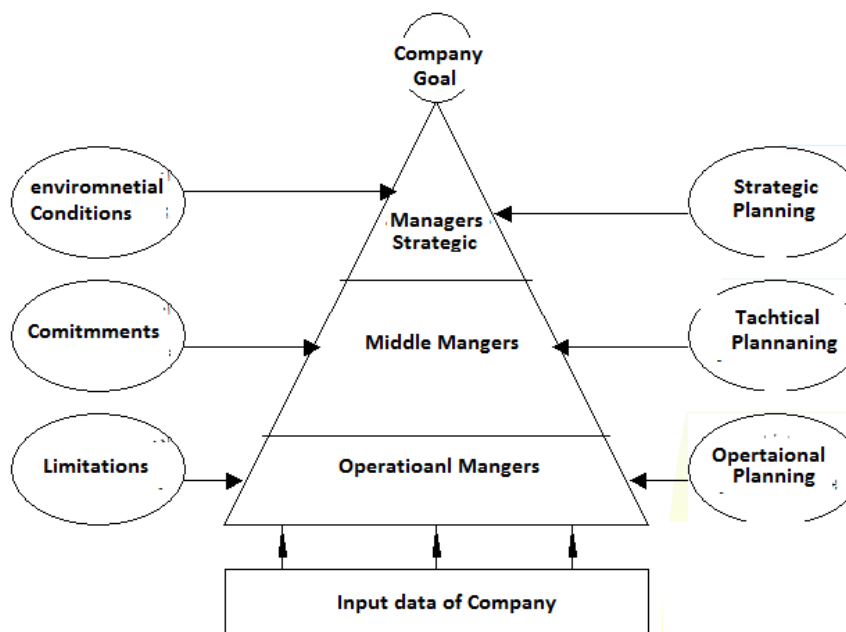 Company
Goal
enviromnetial
Conditions
Managers
Strategic
Strategic
Planning
Comitmments
Middle Mangers
Tachtical
Plannaning
Limitations
Operatioanl Mangers
Opertaional
Planning
Input data of Company